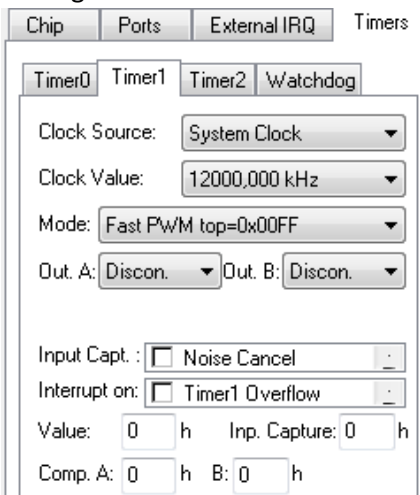 Chip Ports External IRQ Timers
Timer0 Timer1 Timer2 Watchdog
Clock Source: System Clock
Clock Value: 12000,000 kHz
Mode: Fast PWM top=0x00FF
Out. A: Discon. Out. B: Discon.
Input Capt. : Noise Cancel
Interrupt on: Timer1 Overflow
Value: 0 h Inp. Capture: 0 h
Comp. A: 0 h B: 0 h